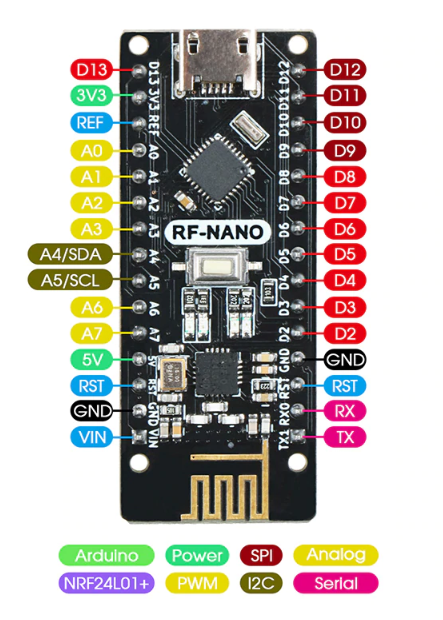 D13 D13 D12 D12
3V3 3V3 D11 D11
REF REF D10 D10
A0 A0 D9 D9
A1 A1 D8 D8
A2 A2 D7 D7
A3 A3 D6 D6
RF-NANO
A4/SDA A4 D5 D5
A5/SCL A5 D4 D4
A6 A6 D3 D3
A7 A7 D2 D2
5V 5V GND GND
RST RST RST RST
GND GND RX0 RX
VIN VIN TX1 TX
Arduino Power SPI Analog
NRF24L01+ PWM I2C Serial